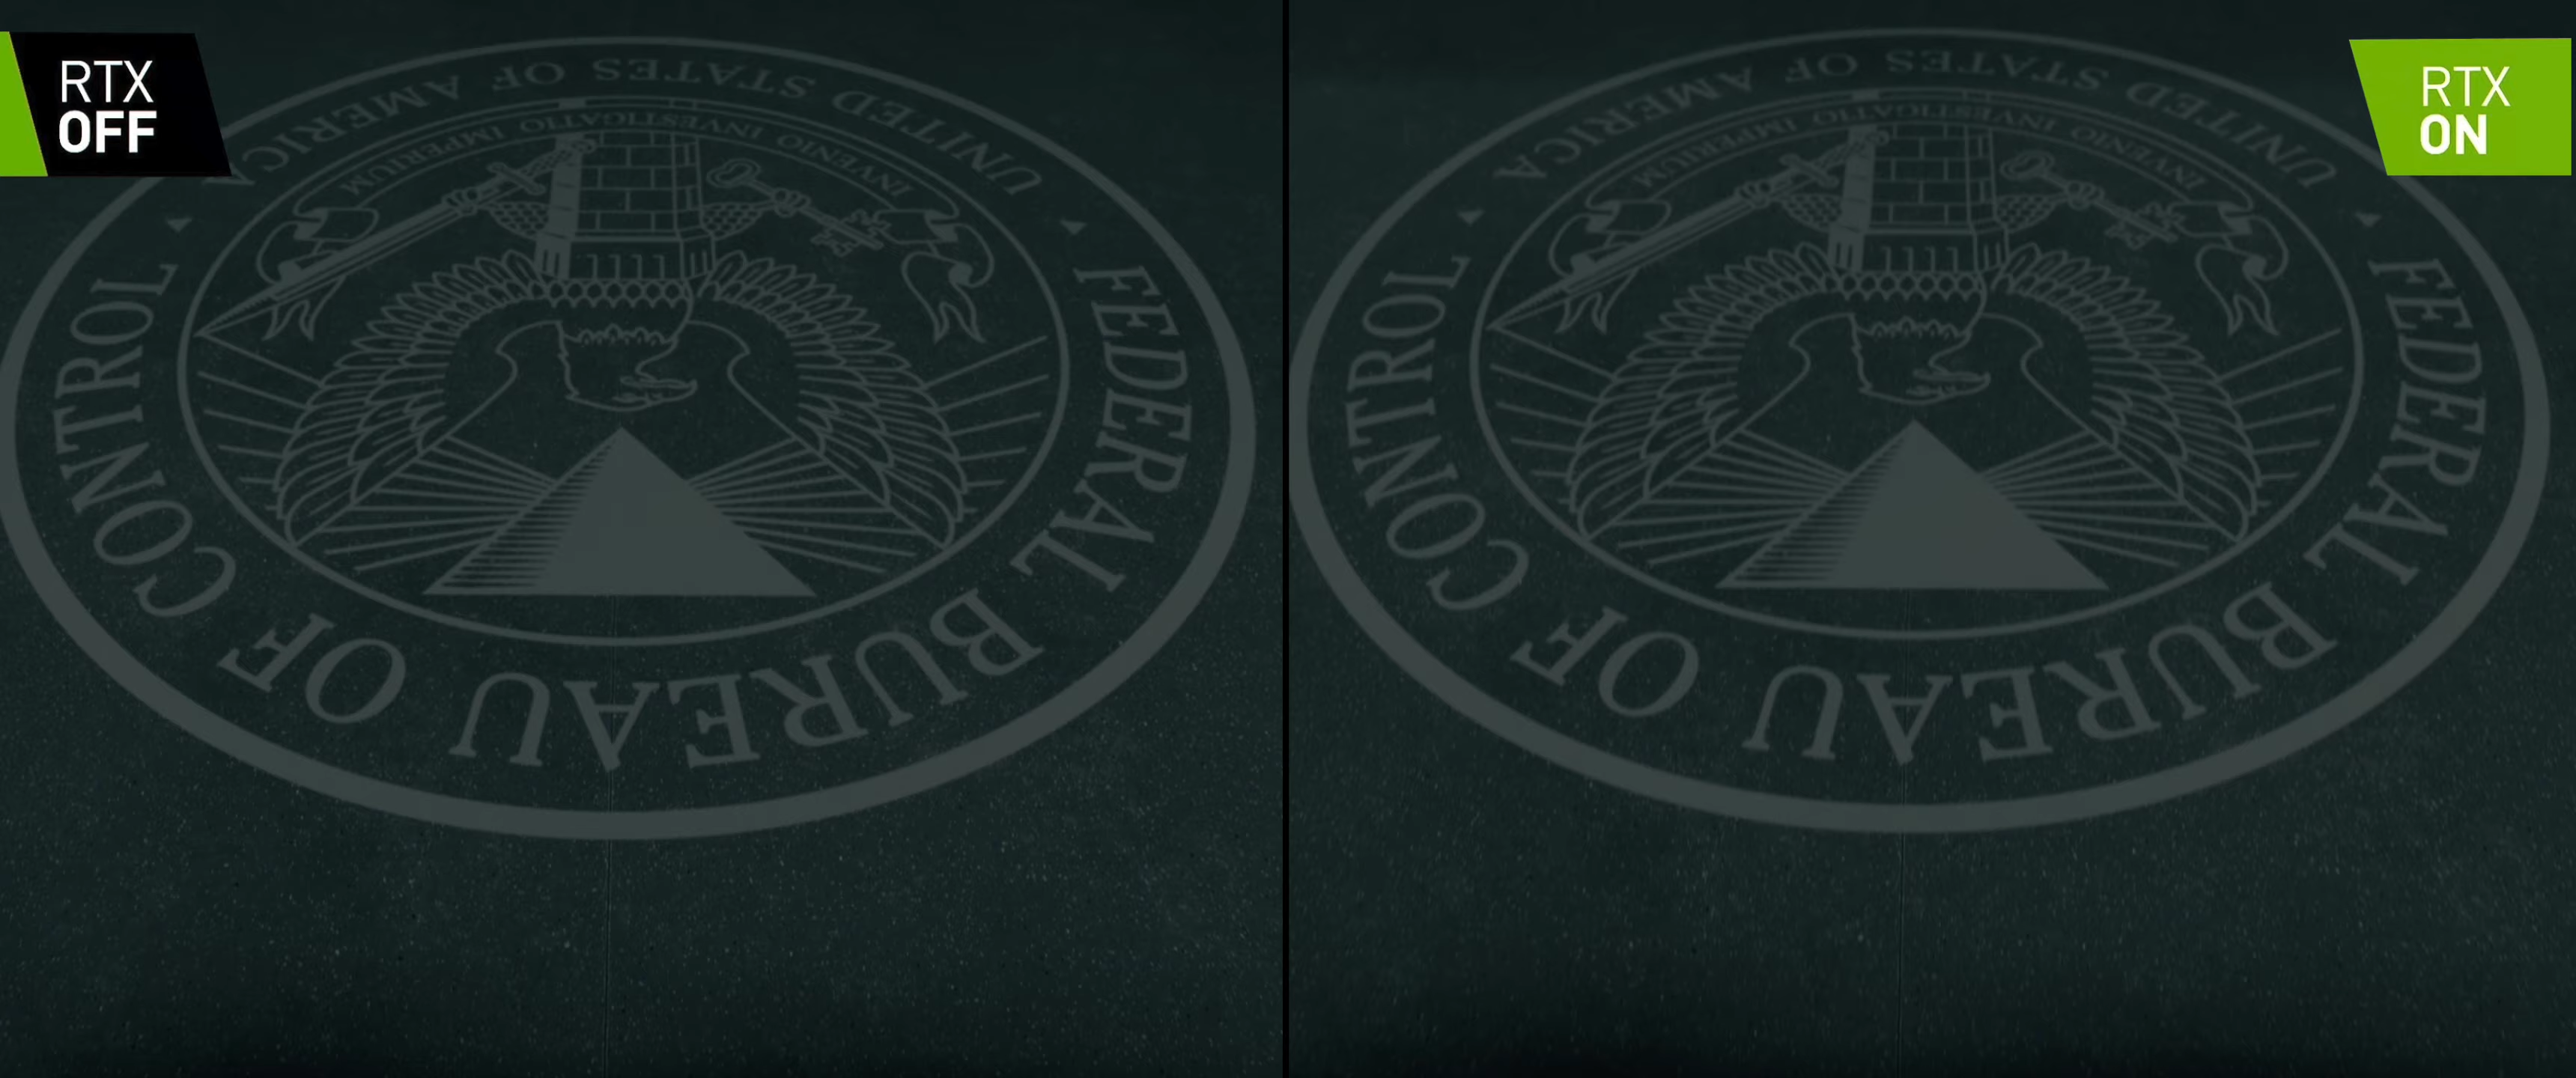 RTX
OFF
UNITED STATES OF AMERIC
INVENIO INVESTIGATIO IMPERIUM
FEDERAL BUREAU OF CONTROL
RTX
ON
UNITED STATES OF AMERICA
INVENIO INVESTIGATIO IMPERIUM
FEDERAL BUREAU OF CONTROL